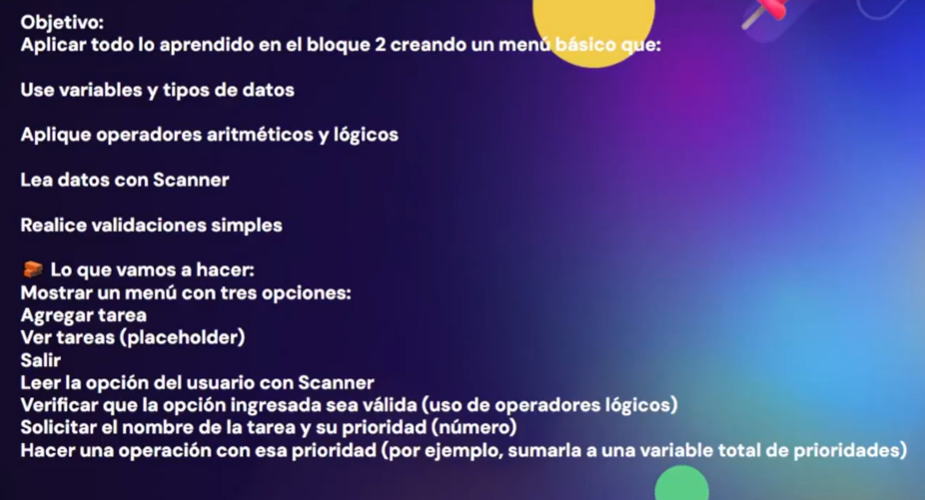 Objetivo:
Aplicar todo lo aprendido en el bloque 2 creando un menú básico que:
Use variables y tipos de datos
Aplique operadores aritméticos y lógicos
Lea datos con Scanner
Realice validaciones simples
Lo que vamos a hacer:
Mostrar un menú con tres opciones:
Agregar tarea
Ver tareas (placeholder)
Salir
Leer la opción del usuario con Scanner
Verificar que la opción ingresada sea válida (uso de operadores lógicos)
Solicitar el nombre de la tarea y su prioridad (número)
Hacer una operación con esa prioridad (por ejemplo, sumarla a una variable total de prioridades)